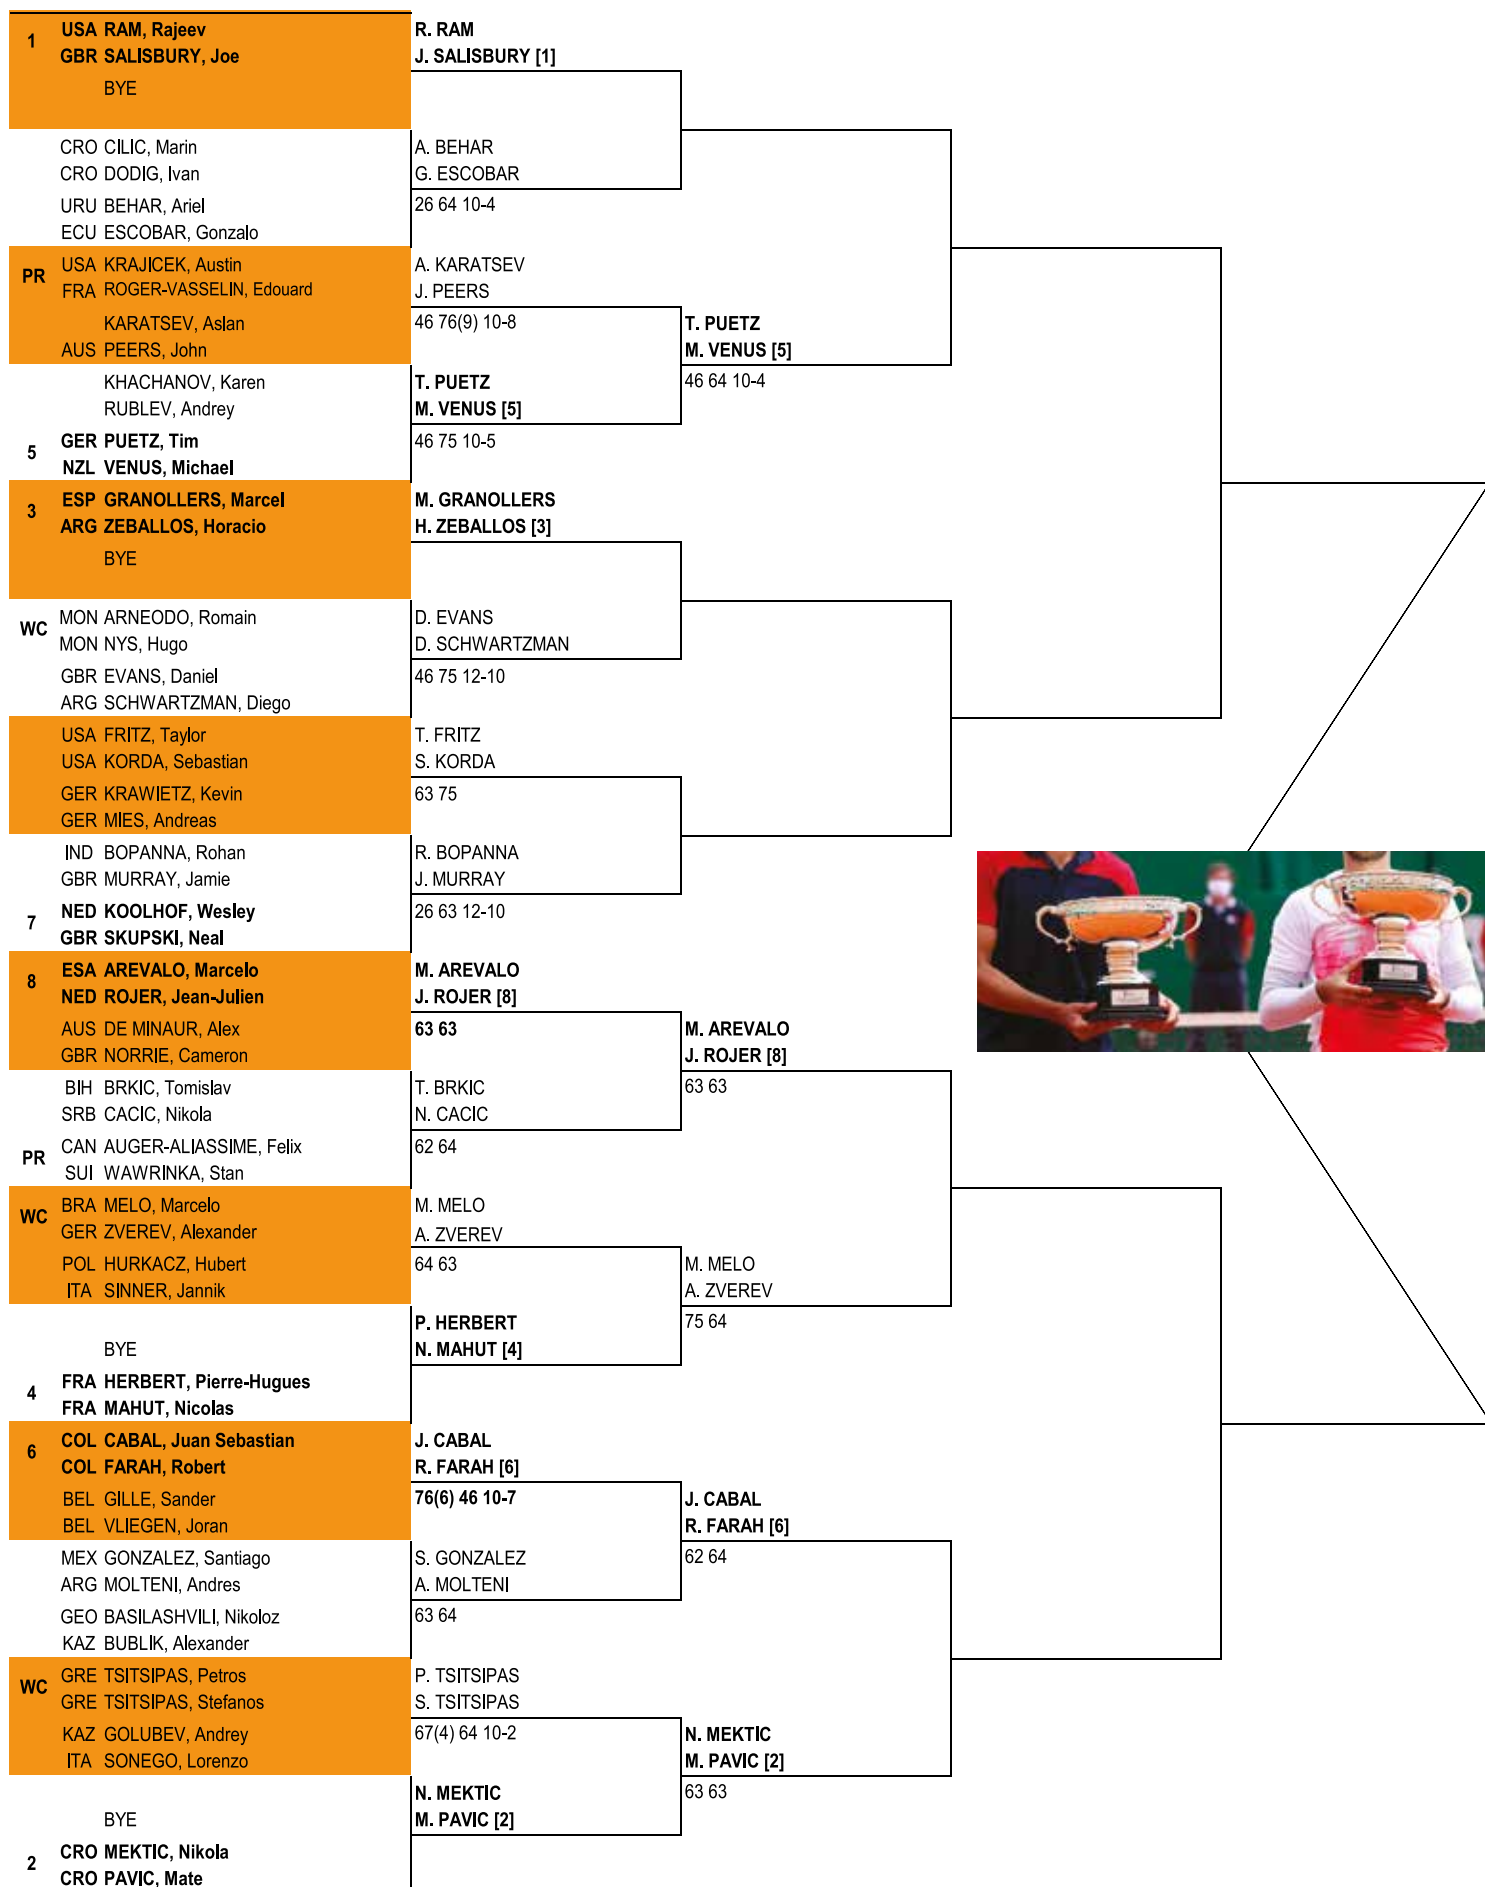 1
USA RAM, Rajeev
GBR SALISBURY, Joe
BYE
CRO CILIC, Marin
CRO DODIG, Ivan
URU BEHAR, Ariel
ECU ESCOBAR, Gonzalo
PR
USA KRAJICEK, Austin
FRA ROGER-VASSELIN, Edouard
KARATSEV, Aslan
AUS PEERS, John
KHACHANOV, Karen
RUBLEV, Andrey
5
GER PUETZ, Tim
NZL VENUS, Michael
3
ESP GRANOLLERS, Marcel
ARG ZEBALLOS, Horacio
BYE
WC
MON ARNEODO, Romain
MON NYS, Hugo
GBR EVANS, Daniel
ARG SCHWARTZMAN, Diego
USA FRITZ, Taylor
USA KORDA, Sebastian
GER KRAWIETZ, Kevin
GER MIES, Andreas
IND BOPANNA, Rohan
GBR MURRAY, Jamie
7
NED KOOLHOF, Wesley
GBR SKUPSKI, Neal
8
ESA AREVALO, Marcelo
NED ROJER, Jean-Julien
AUS DE MINAUR, Alex
GBR NORRIE, Cameron
BIH BRKIC, Tomislav
SRB CACIC, Nikola
PR
CAN AUGER-ALIASSIME, Felix
SUI WAWRINKA, Stan
WC
BRA MELO, Marcelo
GER ZVEREV, Alexander
POL HURKACZ, Hubert
ITA SINNER, Jannik
BYE
4
FRA HERBERT, Pierre-Hugues
FRA MAHUT, Nicolas
6
COL CABAL, Juan Sebastian
COL FARAH, Robert
BEL GILLE, Sander
BEL VLIEGEN, Joran
MEX GONZALEZ, Santiago
ARG MOLTENI, Andres
GEO BASILASHVILI, Nikoloz
KAZ BUBLIK, Alexander
WC
GRE TSITSIPAS, Petros
GRE TSITSIPAS, Stefanos
KAZ GOLUBEV, Andrey
ITA SONEGO, Lorenzo
BYE
2
CRO MEKTIC, Nikola
CRO PAVIC, Mate
R. RAM
J. SALISBURY [1]
A. BEHAR
G. ESCOBAR
26 64 10-4
A. KARATSEV
J. PEERS
46 76(9) 10-8
T. PUETZ
M. VENUS [5]
46 75 10-5
M. GRANOLLERS
H. ZEBALLOS [3]
D. EVANS
D. SCHWARTZMAN
46 75 12-10
T. FRITZ
S. KORDA
63 75
R. BOPANNA
J. MURRAY
26 63 12-10
M. AREVALO
J. ROJER [8]
63 63
T. BRKIC
N. CACIC
62 64
M. MELO
A. ZVEREV
64 63
P. HERBERT
N. MAHUT [4]
J. CABAL
R. FARAH [6]
76(6) 46 10-7
S. GONZALEZ
A. MOLTENI
63 64
P. TSITSIPAS
S. TSITSIPAS
67(4) 64 10-2
N. MEKTIC
M. PAVIC [2]
T. PUETZ
M. VENUS [5]
46 64 10-4
M. AREVALO
J. ROJER [8]
63 63
M. MELO
A. ZVEREV
75 64
J. CABAL
R. FARAH [6]
62 64
N. MEKTIC
M. PAVIC [2]
63 63